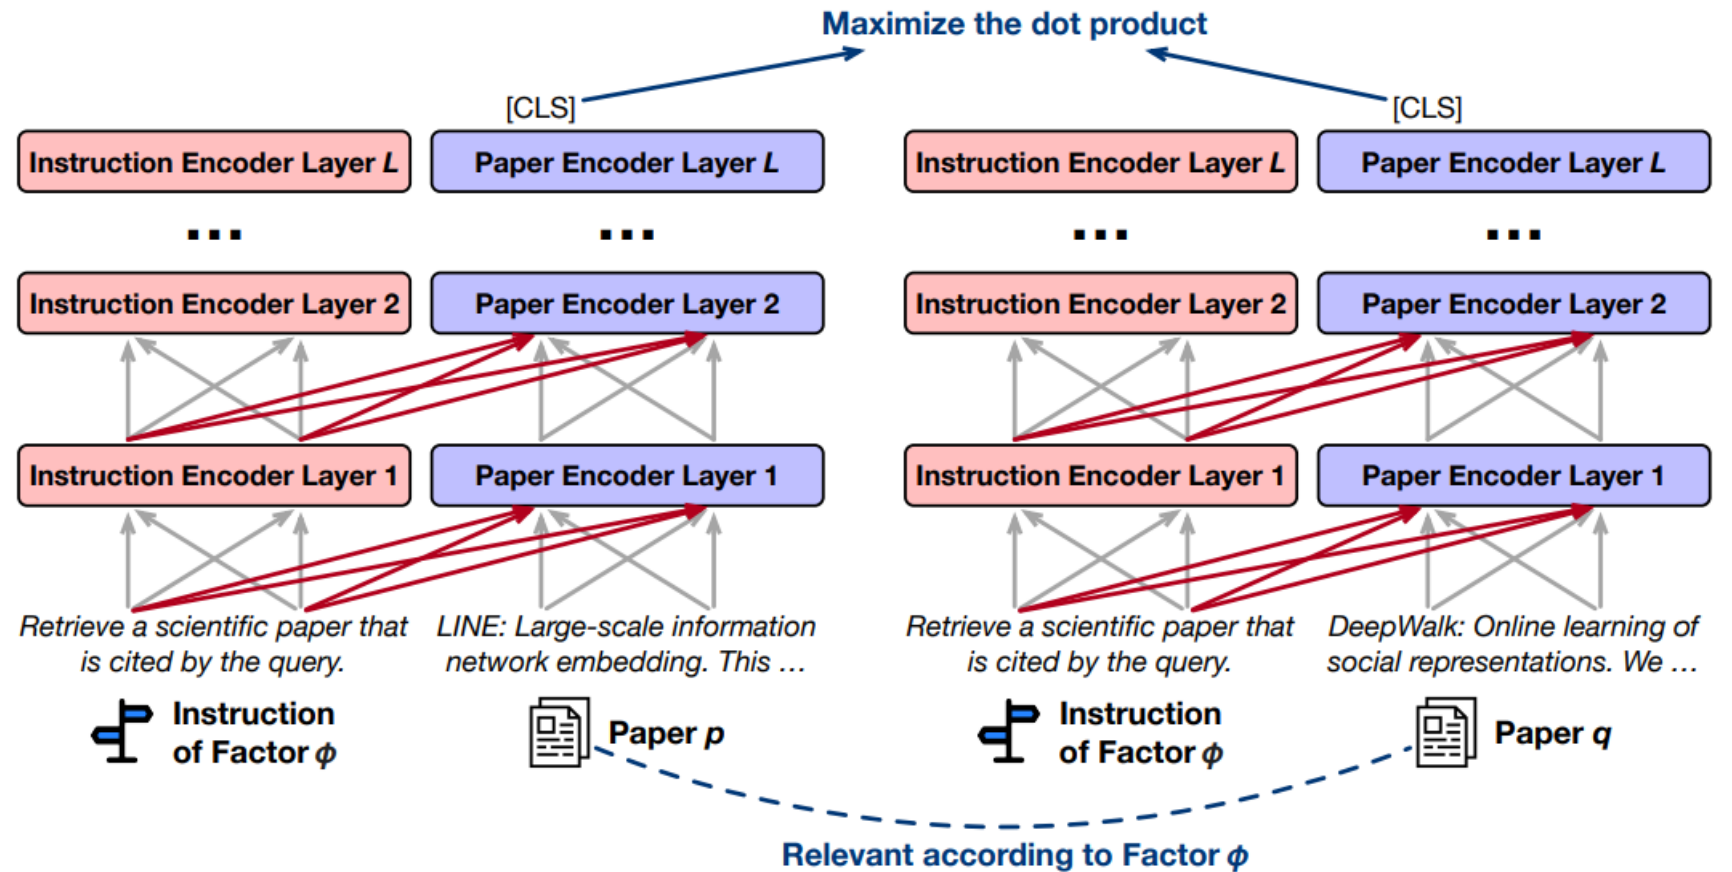 Maximize the dot product
[CLS]
[CLS]
Instruction Encoder Layer L
Paper Encoder Layer L
Instruction Encoder Layer L
Paper Encoder Layer L
...
...
...
...
Instruction Encoder Layer 2
Paper Encoder Layer 2
Instruction Encoder Layer 2
Paper Encoder Layer 2
Instruction Encoder Layer 1
Paper Encoder Layer 1
Instruction Encoder Layer 1
Paper Encoder Layer 1
Retrieve a scientific paper that
is cited by the query.
LINE: Large-scale information
network embedding. This ...
Retrieve a scientific paper that
is cited by the query.
DeepWalk: Online learning of
social representations. We ...
Instruction
of Factor ϕ
Paper p
Instruction
of Factor ϕ
Paper q
Relevant according to Factor ϕ